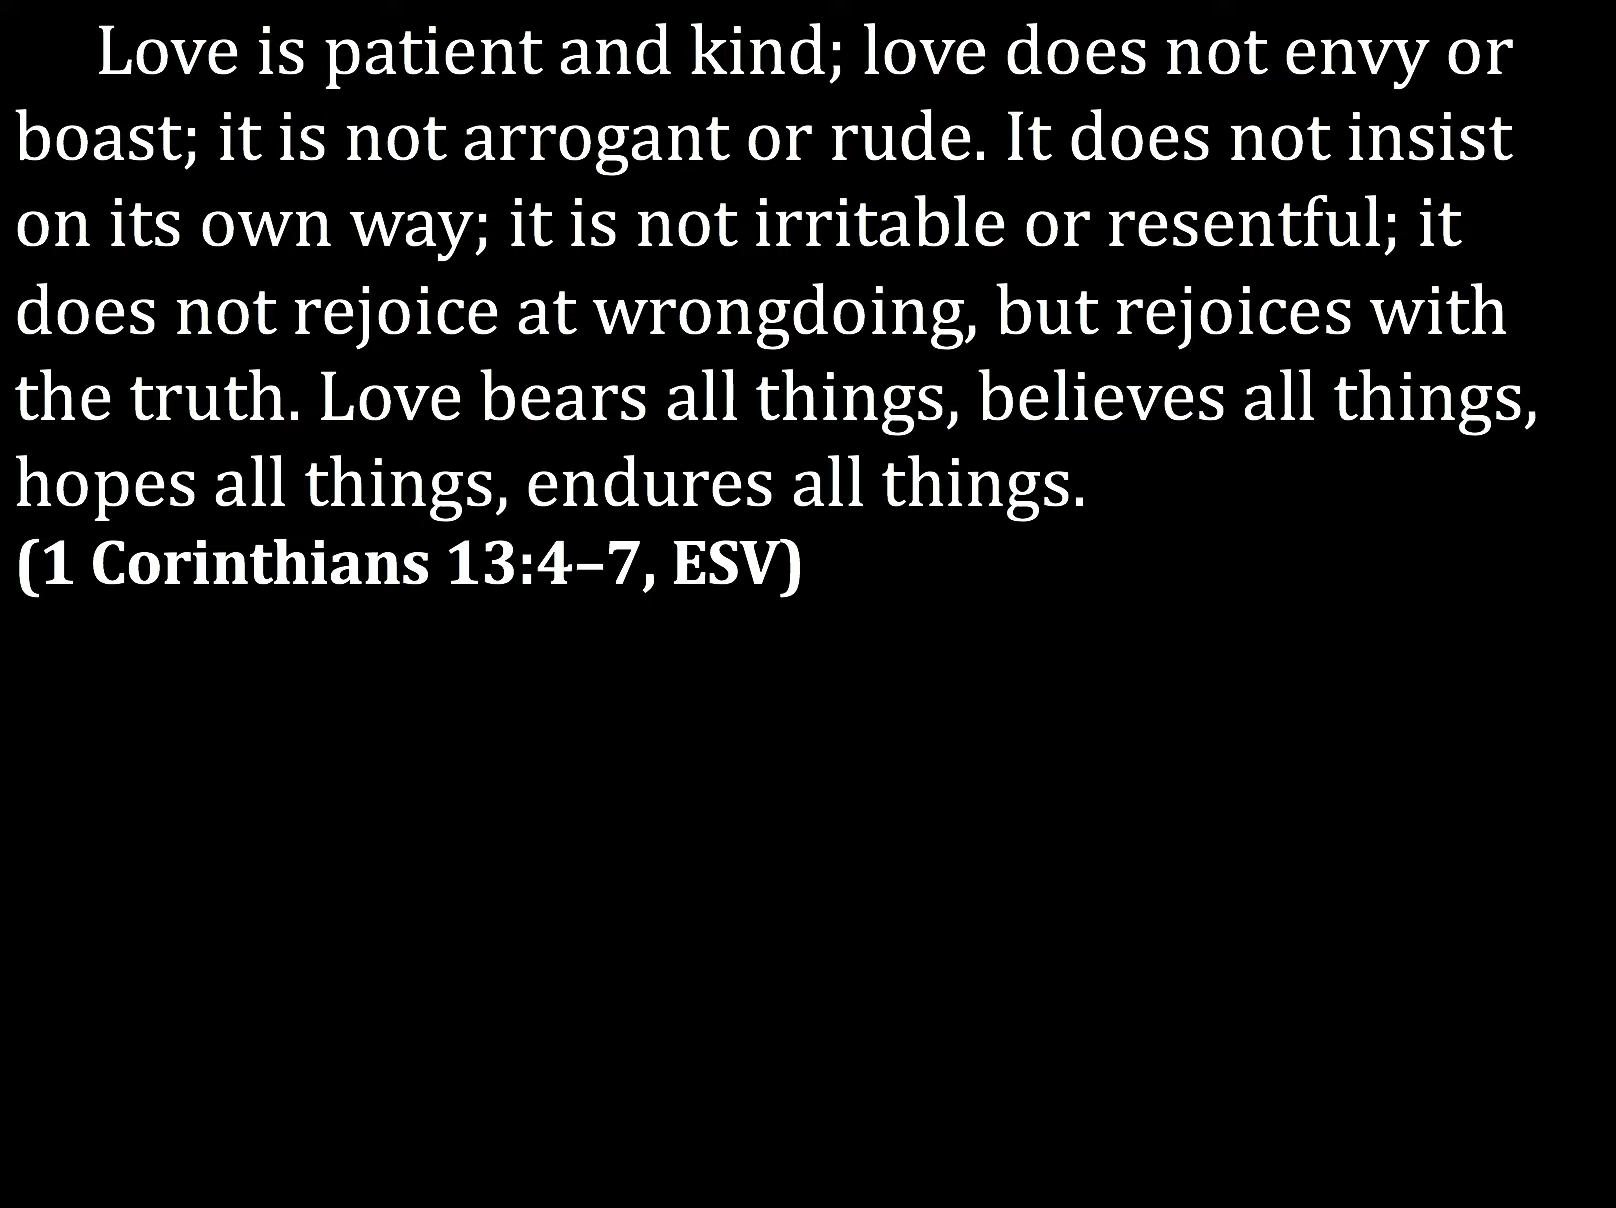 Love is patient and kind; love does not envy or
boast; it is not arrogant or rude. It does not insist
on its own way; it is not irritable or resentful; it
does not rejoice at wrongdoing, but rejoices with
the truth. Love bears all things, believes all things,
hopes all things, endures all things.
(1 Corinthians 13:4–7, ESV)